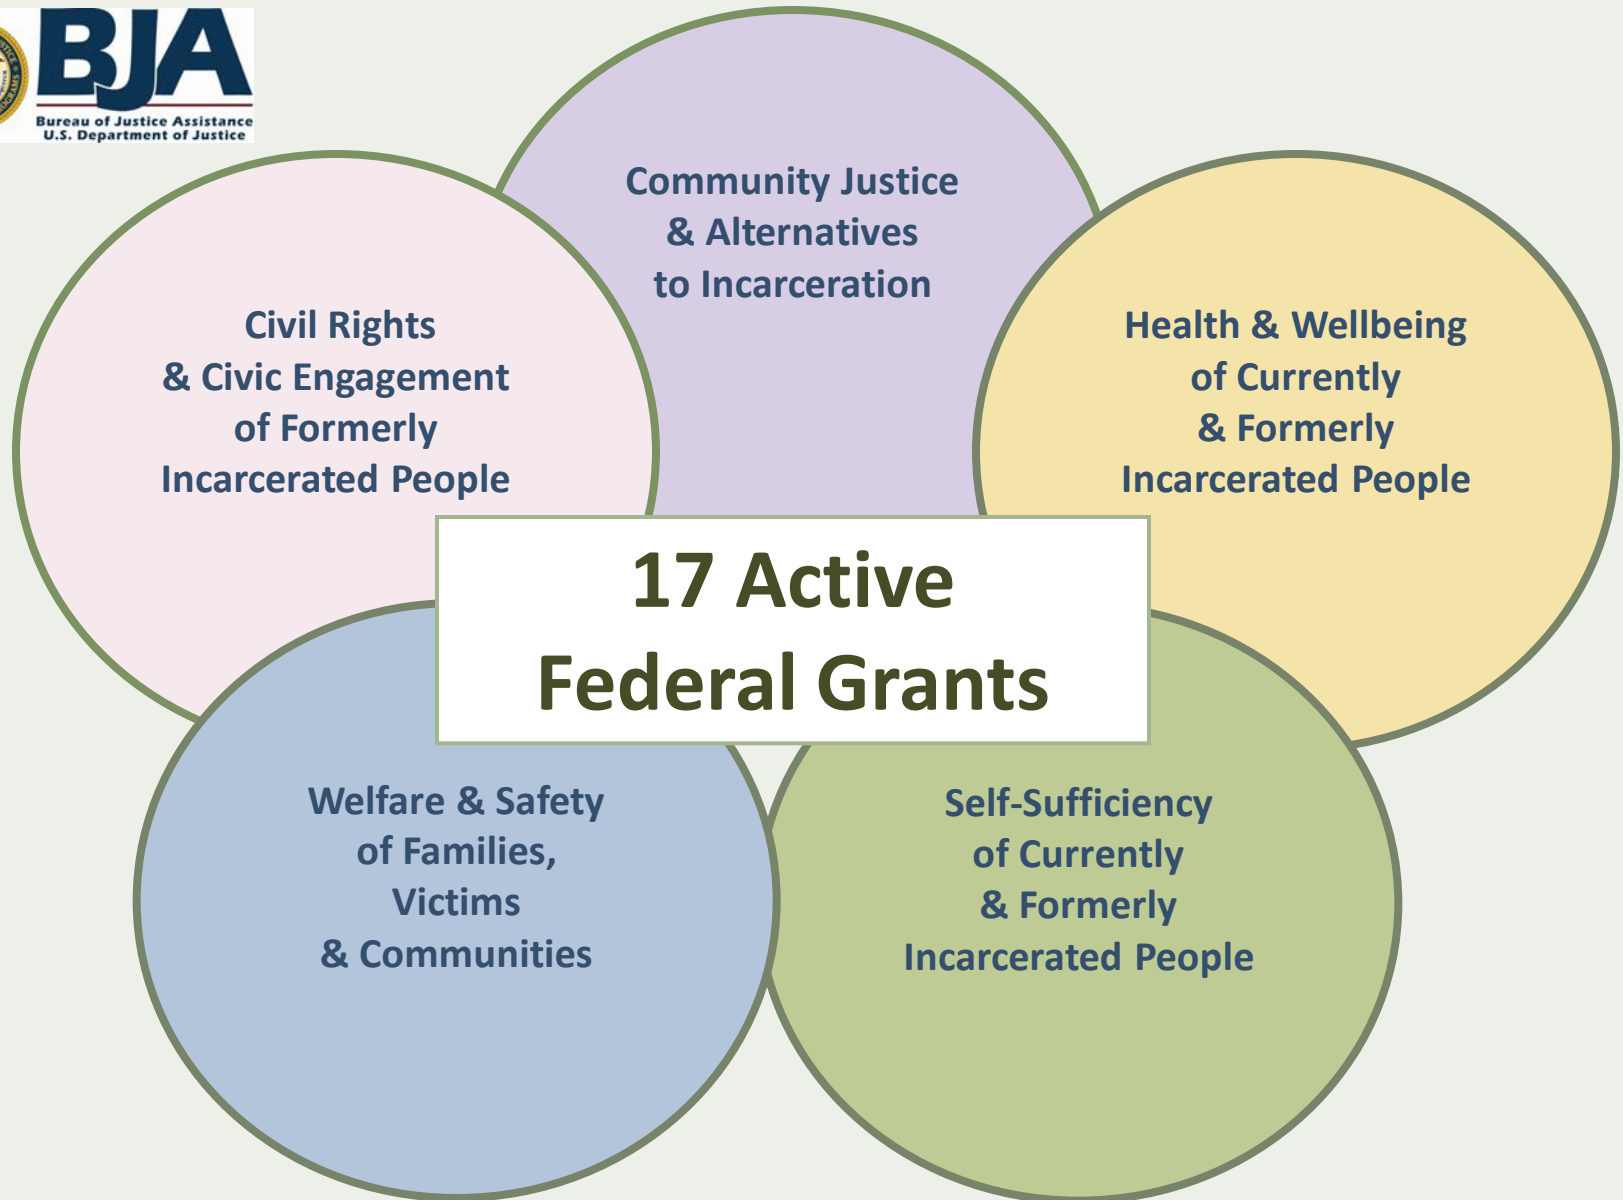 BJA
Bureau of Justice Assistance
U.S. Department of Justice
Community Justice
& Alternatives
to Incarceration
Civil Rights
& Civic Engagement
of Formerly
Incarcerated People
Health & Wellbeing
of Currently
& Formerly
Incarcerated People
17 Active
Federal Grants
Welfare & Safety
of Families,
Victims
& Communities
Self-Sufficiency
of Currently
& Formerly
Incarcerated People